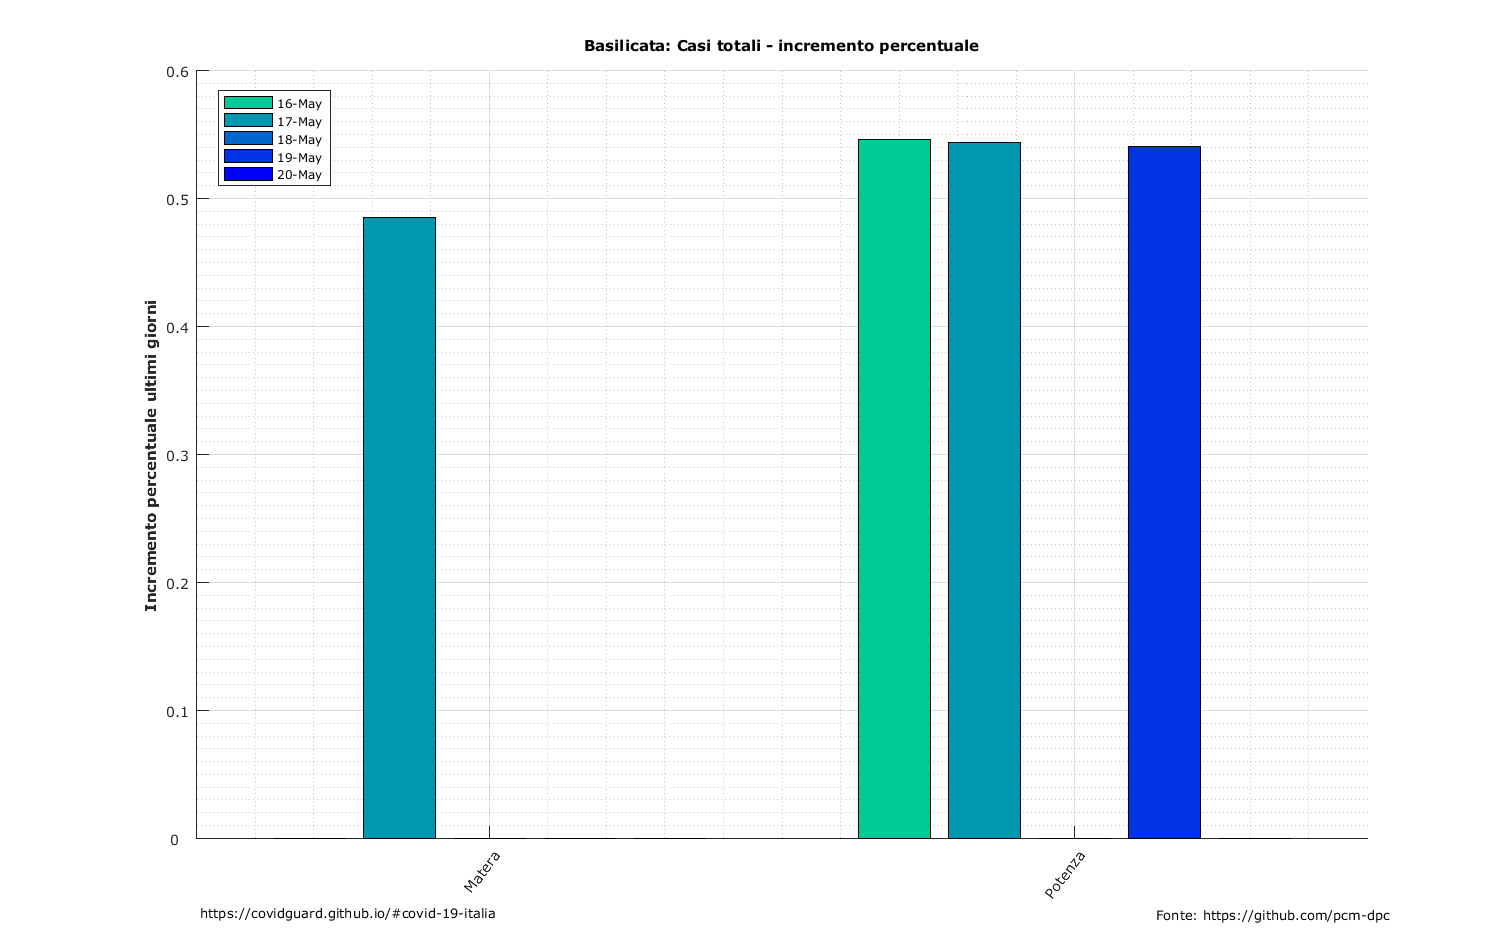 Basilicata: Casi totali - incremento percentuale
0.6
0.5
0.4
0.3
0.2
0.1
0
Incremento percentuale ultimi giorni
16-May
17-May
18-May
19-May
20-May
Matera
Potenza
https://covidguard.github.io/#covid-19-italia
Fonte: https://github.com/pcm-dpc